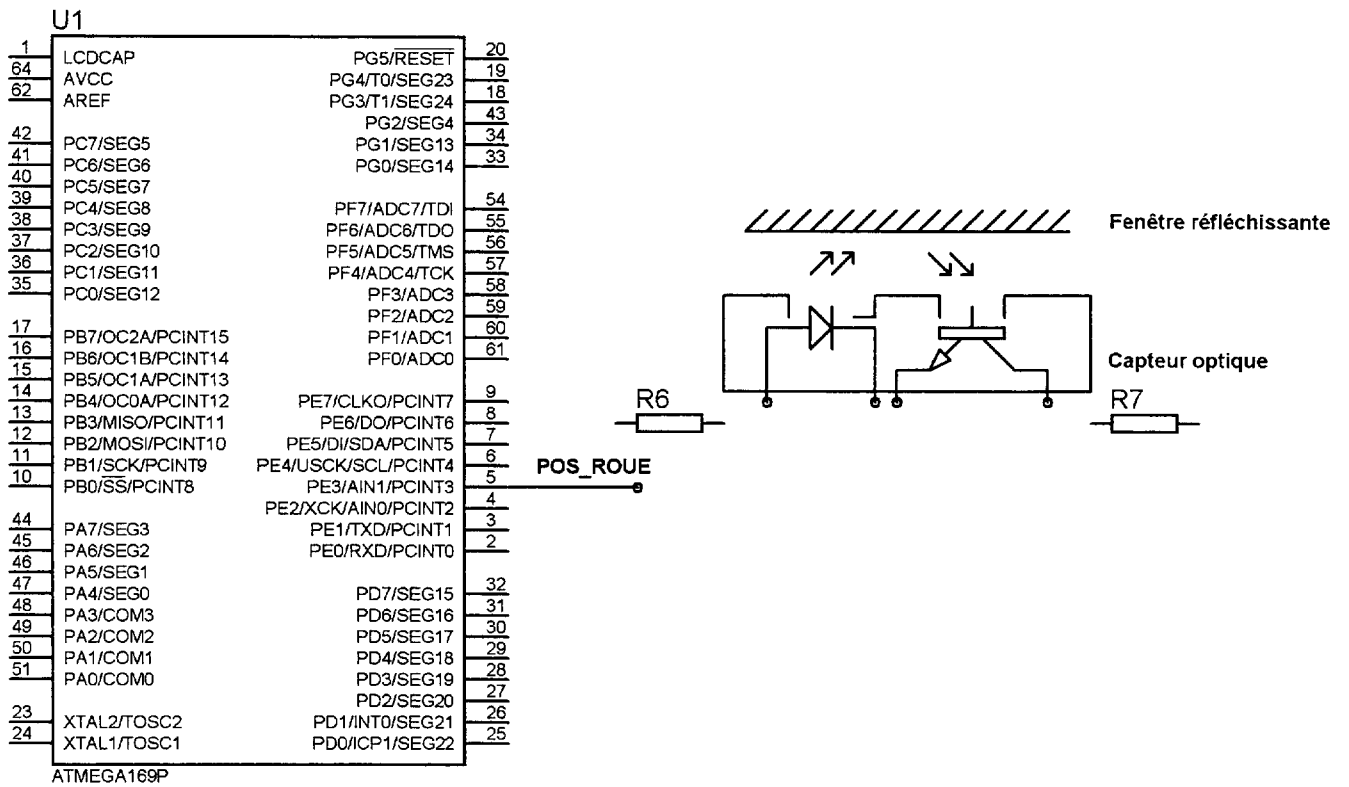 U1
1 LCDCAP PG5/RESET 20
64 AVCC PG4/T0/SEG23 19
62 AREF PG3/T1/SEG24 18
PG2/SEG4 43
42 PC7/SEG5 PG1/SEG13 34
41 PC6/SEG6 PG0/SEG14 33
40 PC5/SEG7
39 PC4/SEG8 PF7/ADC7/TDI 54
38 PC3/SEG9 PF6/ADC6/TDO 55
37 PC2/SEG10 PF5/ADC5/TMS 56
36 PC1/SEG11 PF4/ADC4/TCK 57
35 PC0/SEG12 PF3/ADC3 58
PF2/ADC2 59
17 PB7/OC2A/PCINT15 PF1/ADC1 60
16 PB6/OC1B/PCINT14 PF0/ADC0 61
15 PB5/OC1A/PCINT13
14 PB4/OC0A/PCINT12 PE7/CLKO/PCINT7 9
13 PB3/MISO/PCINT11 PE6/DO/PCINT6 8
12 PB2/MOSI/PCINT10 PE5/DI/SDA/PCINT5 7
11 PB1/SCK/PCINT9 PE4/USCK/SCL/PCINT4 6
10 PB0/SS/PCINT8 PE3/AIN1/PCINT3 5
PE2/XCK/AIN0/PCINT2 4
44 PA7/SEG3 PE1/TXD/PCINT1 3
45 PA6/SEG2 PE0/RXD/PCINT0 2
46 PA5/SEG1
47 PA4/SEG0 PD7/SEG15 32
48 PA3/COM3 PD6/SEG16 31
49 PA2/COM2 PD5/SEG17 30
50 PA1/COM1 PD4/SEG18 29
51 PA0/COM0 PD3/SEG19 28
PD2/SEG20 27
23 XTAL2/TOSC2 PD1/INT0/SEG21 26
24 XTAL1/TOSC1 PD0/ICP1/SEG22 25
ATMEGA169P
POS_ROUE
Fenêtre réfléchissante
Capteur optique
R6
R7